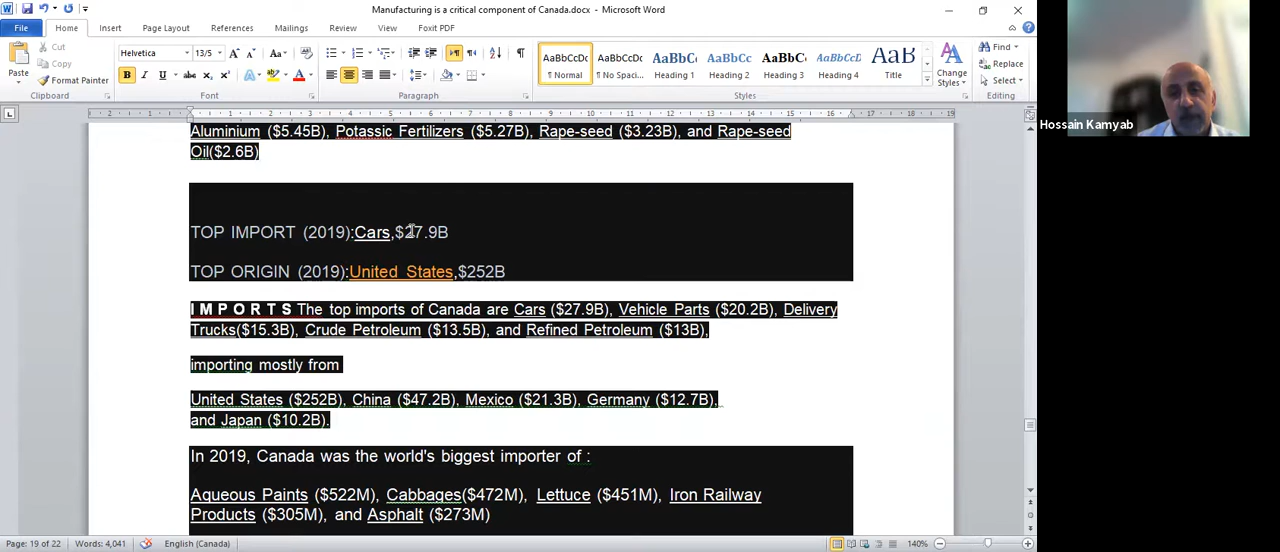 Manufacturing is a critical component of Canada.docx - Microsoft Word
File Home Insert Page Layout References Mailings Review View Foxit PDF
Paste Cut Copy Format Painter Clipboard
Helvetica 13/5 Font
Paragraph
AaBbCcDc AaBbCcDc AaBbC AaBbCc AaBbC AaBbCc AaB
¶ Normal ¶ No Spaci... Heading 1 Heading 2 Heading 3 Heading 4 Title
Change Styles Styles
Find Replace Select Editing
Hossain Kamyab
Aluminium ($5.45B), Potassic Fertilizers ($5.27B), Rape-seed ($3.23B), and Rape-seed
Oil($2.6B)
TOP IMPORT (2019):Cars,$27.9B
TOP ORIGIN (2019):United States,$252B
IMPORTS The top imports of Canada are Cars ($27.9B), Vehicle Parts ($20.2B), Delivery
Trucks($15.3B), Crude Petroleum ($13.5B), and Refined Petroleum ($13B),
importing mostly from
United States ($252B), China ($47.2B), Mexico ($21.3B), Germany ($12.7B),
and Japan ($10.2B).
In 2019, Canada was the world's biggest importer of :
Aqueous Paints ($522M), Cabbages($472M), Lettuce ($451M), Iron Railway
Products ($305M), and Asphalt ($273M)
Page: 19 of 22 Words: 4,041 English (Canada) 140%